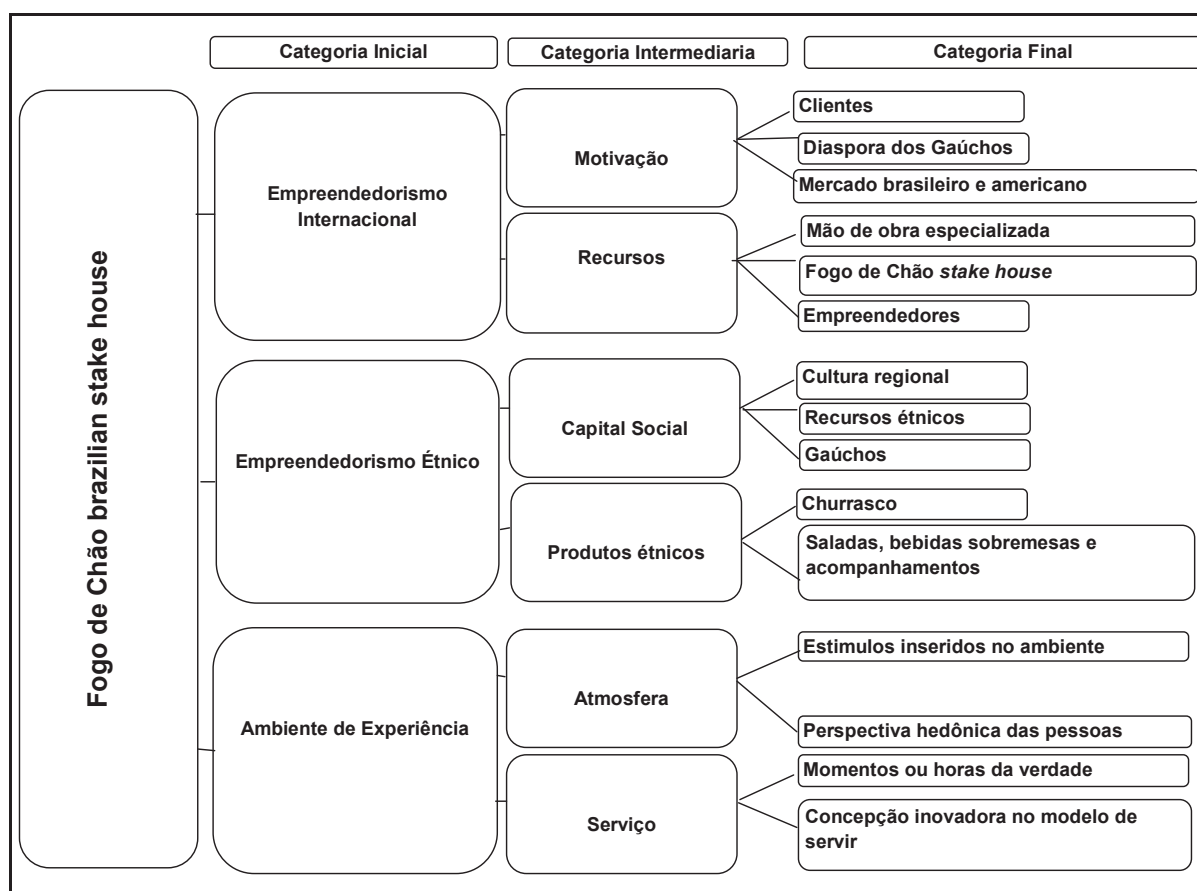 Categoria Inicial
Categoria Intermediaria
Categoria Final
Fogo de Chão brazilian stake house
Empreendedorismo
Internacional
Motivação
Clientes
Diaspora dos Gaúchos
Mercado brasileiro e americano
Recursos
Mão de obra especializada
Fogo de Chão stake house
Empreendedores
Empreendedorismo Étnico
Capital Social
Cultura regional
Recursos étnicos
Gaúchos
Produtos étnicos
Churrasco
Saladas, bebidas sobremesas e
acompanhamentos
Ambiente de Experiência
Atmosfera
Estimulos inseridos no ambiente
Perspectiva hedônica das pessoas
Serviço
Momentos ou horas da verdade
Concepção inovadora no modelo de
servir